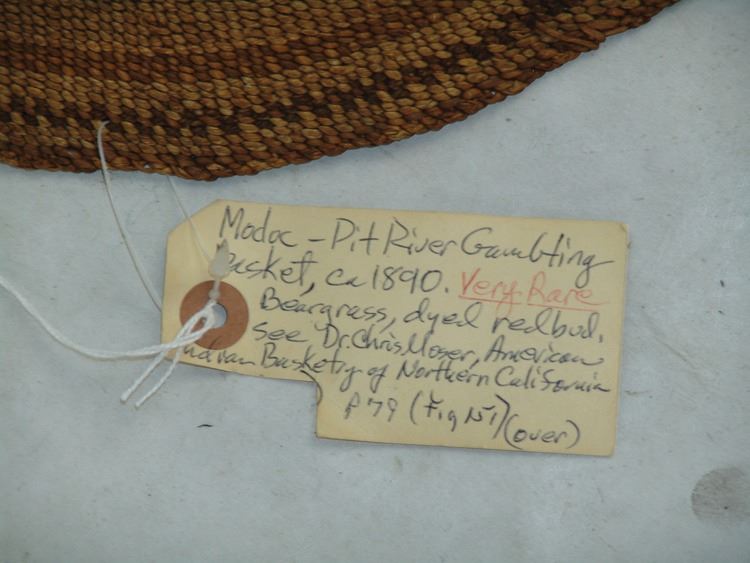 Modoc - Pit River Gambling
Basket, ca 1890. Very Rare
Beargrass, dyed redbud.
See Dr. Chris Moser, American
Indian Basketry of Northern California
p 79 (Fig 151) (over)